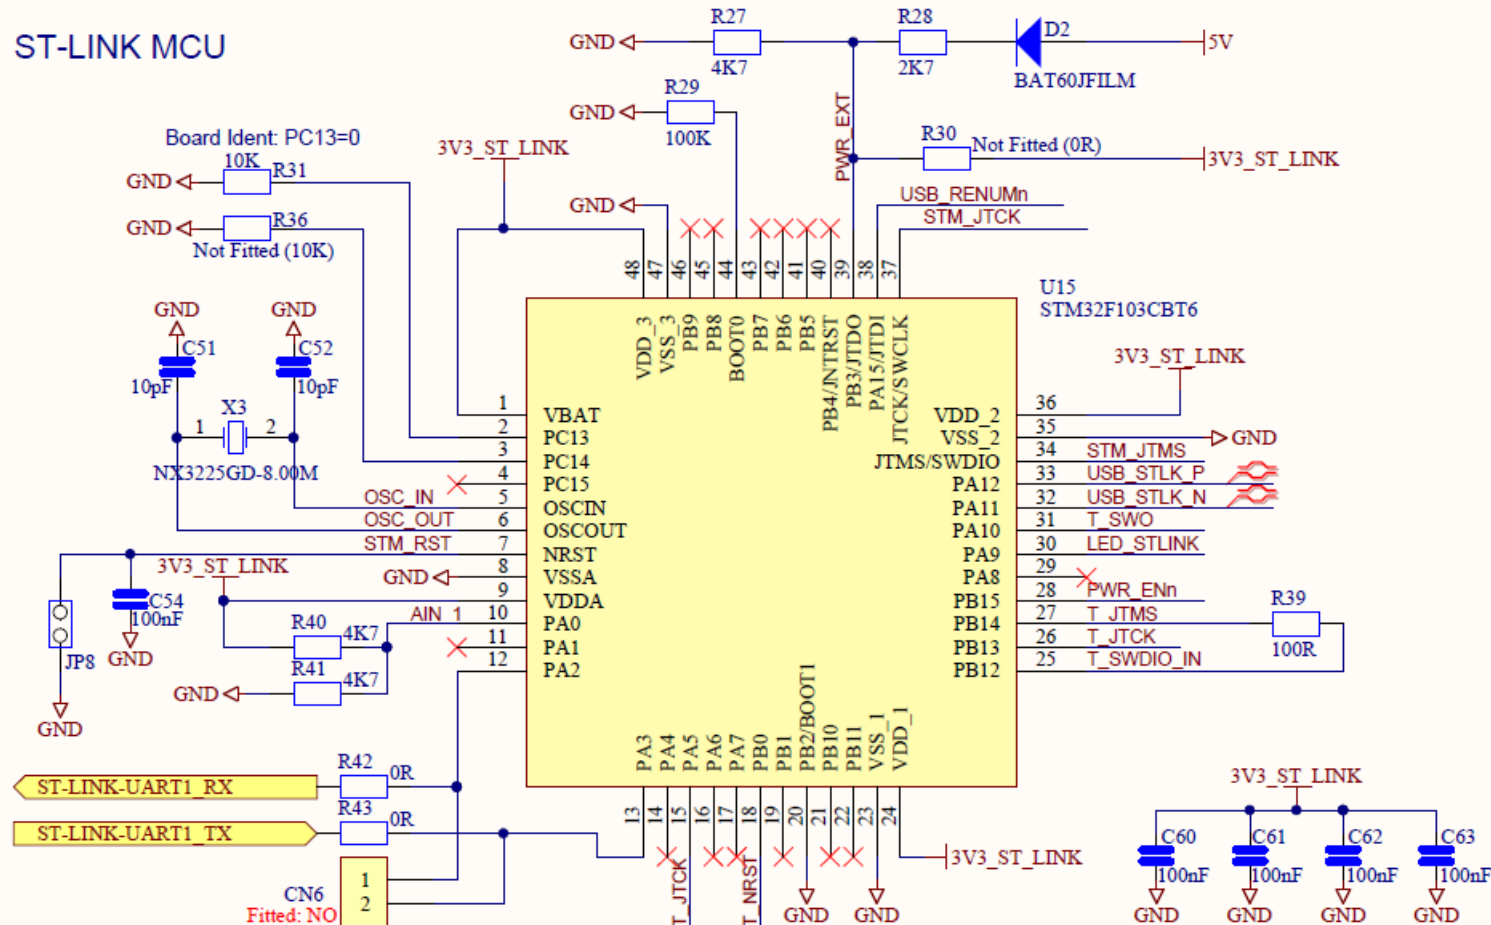 ST-LINK MCU
GND
R27
4K7
R28
2K7
D2
BAT60JFILM
5V
GND
R29
100K
PWR_EXT
R30
Not Fitted (0R)
3V3_ST_LINK
Board Ident: PC13=0
10K
GND
R31
3V3_ST_LINK
GND
USB_RENUMn
STM_JTCK
GND
R36
Not Fitted (10K)
48
47
46
45
44
43
42
41
40
39
38
37
U15
STM32F103CBT6
VDD_3
VSS_3
PB9
PB8
BOOT0
PB7
PB6
PB5
PB4/JNTRST
PB3/JTDO
PA15/JTDI
JTCK/SWCLK
GND
GND
C51
10pF
C52
10pF
X3
1
2
NX3225GD-8.00M
OSC_IN
OSC_OUT
STM_RST
3V3_ST_LINK
GND
C54
100nF
GND
JP8
GND
AIN_1
R40
4K7
R41
4K7
GND
1
VBAT
2
PC13
3
PC14
4
PC15
5
OSCIN
6
OSCOUT
7
NRST
8
VSSA
9
VDDA
10
PA0
11
PA1
12
PA2
3V3_ST_LINK
VDD_2
36
VSS_2
35
GND
JTMS/SWDIO
34
STM_JTMS
PA12
33
USB_STLK_P
PA11
32
USB_STLK_N
PA10
31
T_SWO
PA9
30
LED_STLINK
PA8
29
PB15
28
PWR_ENn
PB14
27
T_JTMS
PB13
26
T_JTCK
PB12
25
T_SWDIO_IN
R39
100R
PA3
PA4
PA5
PA6
PA7
PB0
PB1
PB2/BOOT1
PB10
PB11
VSS_1
VDD_1
13
14
15
16
17
18
19
20
21
22
23
24
ST-LINK-UART1_RX
R42
0R
ST-LINK-UART1_TX
R43
0R
CN6
Fitted: NO
1
2
T_JTCK
T_NRST
GND
GND
3V3_ST_LINK
3V3_ST_LINK
C60
100nF
GND
C61
100nF
GND
C62
100nF
GND
C63
100nF
GND